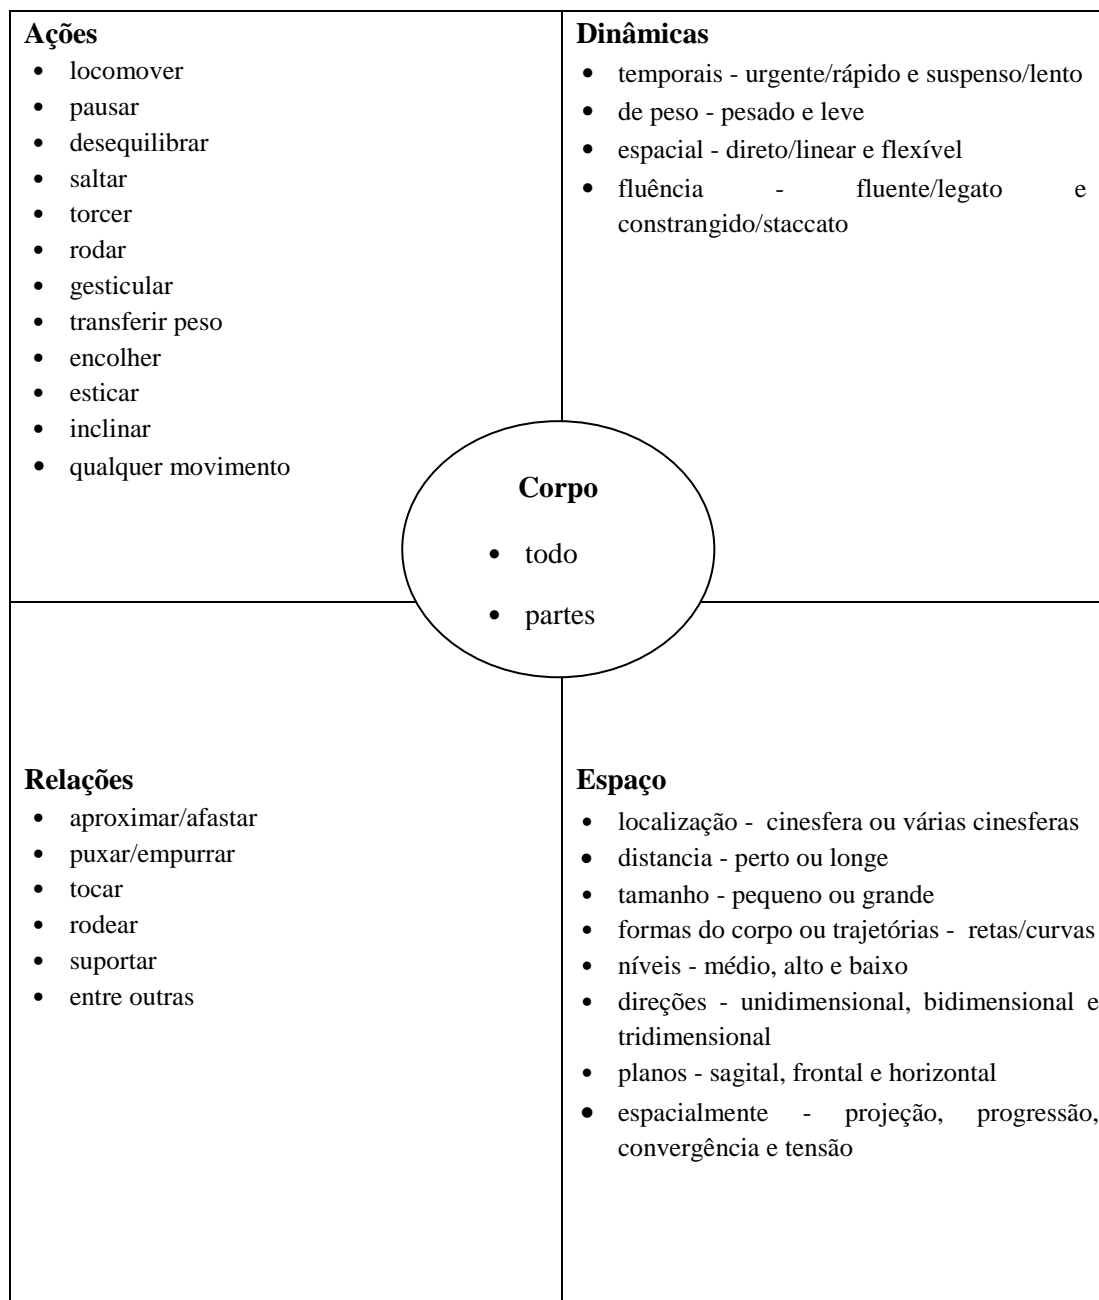 Ações
• locomover
• pausar
• desequilibrar
• saltar
• torcer
• rodar
• gesticular
• transferir peso
• encolher
• esticar
• inclinar
• qualquer movimento
Dinâmicas
• temporais - urgente/rápido e suspenso/lento
• de peso - pesado e leve
• espacial - direto/linear e flexível
• fluência - fluente/legato e
constrangido/staccato
Corpo
• todo
• partes
Relações
• aproximar/afastar
• puxar/empurrar
• tocar
• rodear
• suportar
• entre outras
Espaço
• localização - cinesfera ou várias cinesferas
• distancia - perto ou longe
• tamanho - pequeno ou grande
• formas do corpo ou trajetórias - retas/curvas
• níveis - médio, alto e baixo
• direções - unidimensional, bidimensional e
tridimensional
• planos - sagital, frontal e horizontal
• espacialmente - projeção, progressão,
convergência e tensão